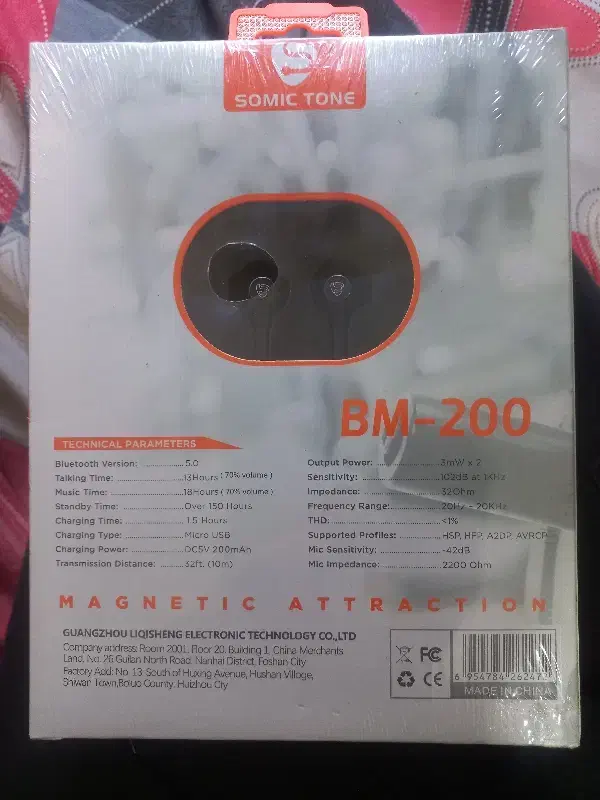 SOMIC TONE
BM-200
TECHNICAL PARAMETERS
Bluetooth Version: 5.0
Talking Time: 13Hours ( 70% volume )
Music Time: 18Hours ( 70% volume )
Standby Time: Over 150 Hours
Charging Time: 1.5 Hours
Charging Type: Micro USB
Charging Power: DC5V 200mAh
Transmission Distance: 32ft. (10m)
Output Power: 3mW x 2
Sensitivity: 102dB at 1KHz
Impedance: 32Ohm
Frequency Range: 20Hz - 20KHz
THD: <1%
Supported Profiles: HSP, HFP, A2DP, AVRCP
Mic Sensitivity: -42dB
Mic Impedance: 2200 Ohm
MAGNETIC ATTRACTION
GUANGZHOU LIQISHENG ELECTRONIC TECHNOLOGY CO.,LTD
Company address: Room 2001, Floor 20, Building 1, China Merchants
Land, No. 26 Guilan North Road, Nanhai District, Foshan City
Factory Add: No. 13 South of Huxing Avenue, Hushan Village,
Shiwan Town, Boluo County, Huizhou City
FC
CE
6 954784 262473
MADE IN CHINA